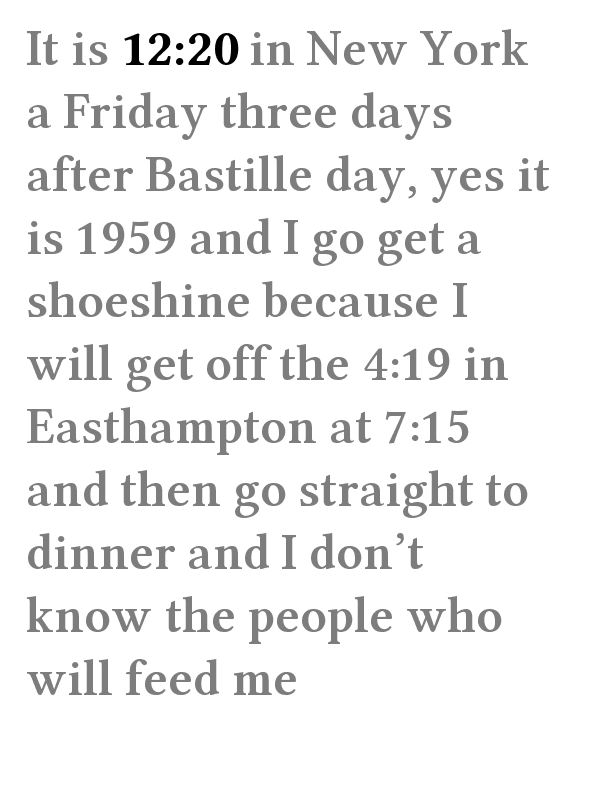 It is 12:20 in New York
a Friday three days
after Bastille day, yes it
is 1959 and I go get a
shoeshine because I
will get off the 4:19 in
Easthampton at 7:15
and then go straight to
dinner and I don’t
know the people who
will feed me